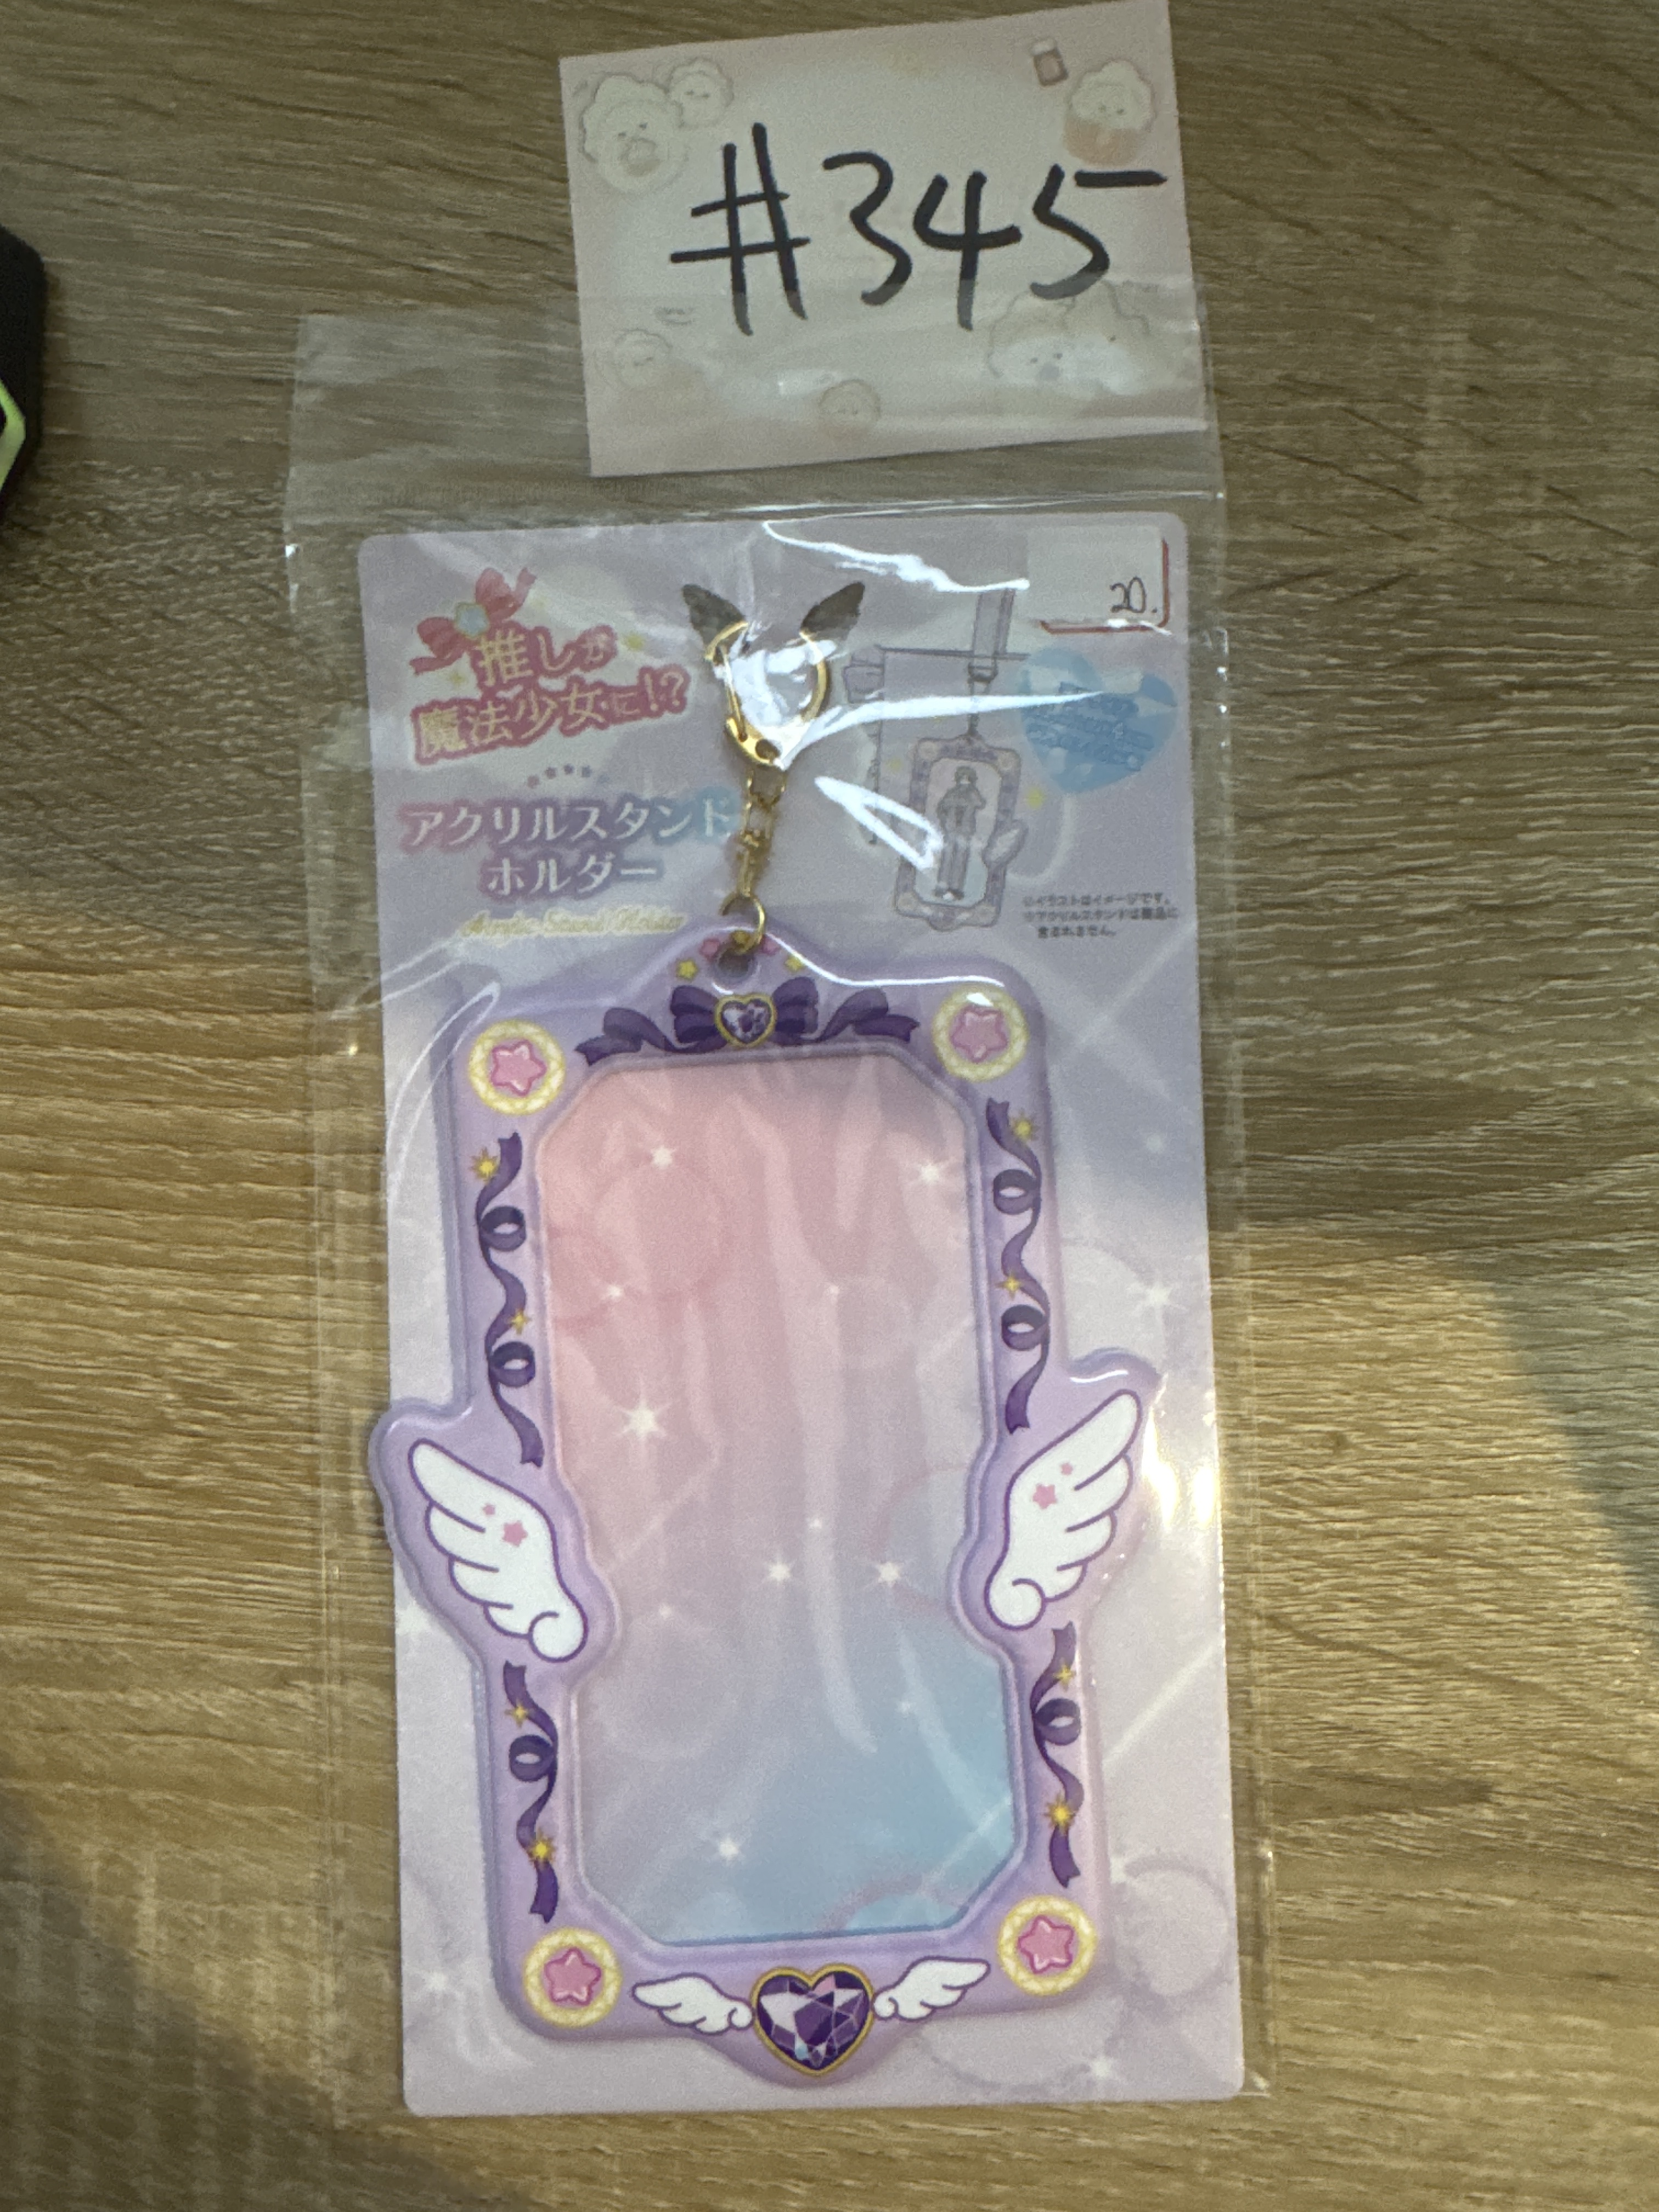 #345
20.
推しが
魔法少女に!?
アクリルスタンド
ホルダー
Acrylic Stand Holder
※イラストはイメージです。
※アクリルスタンドは商品に
含まれません。